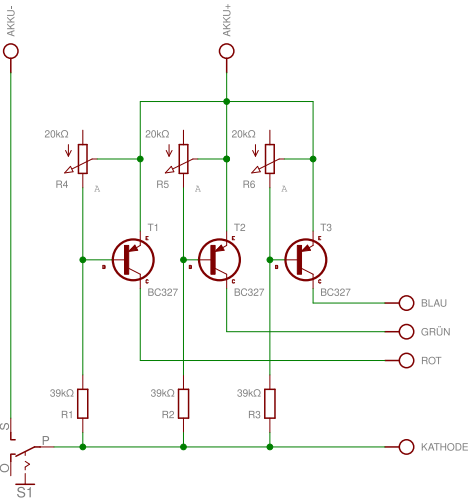 AKKU-
AKKU+
20kΩ
20kΩ
20kΩ
R4
A
R5
A
R6
A
T1
T2
T3
E
E
E
B
B
B
C
C
C
BC327
BC327
BC327
BLAU
GRÜN
ROT
39kΩ
39kΩ
39kΩ
R1
R2
R3
S
P
O
S1
KATHODE